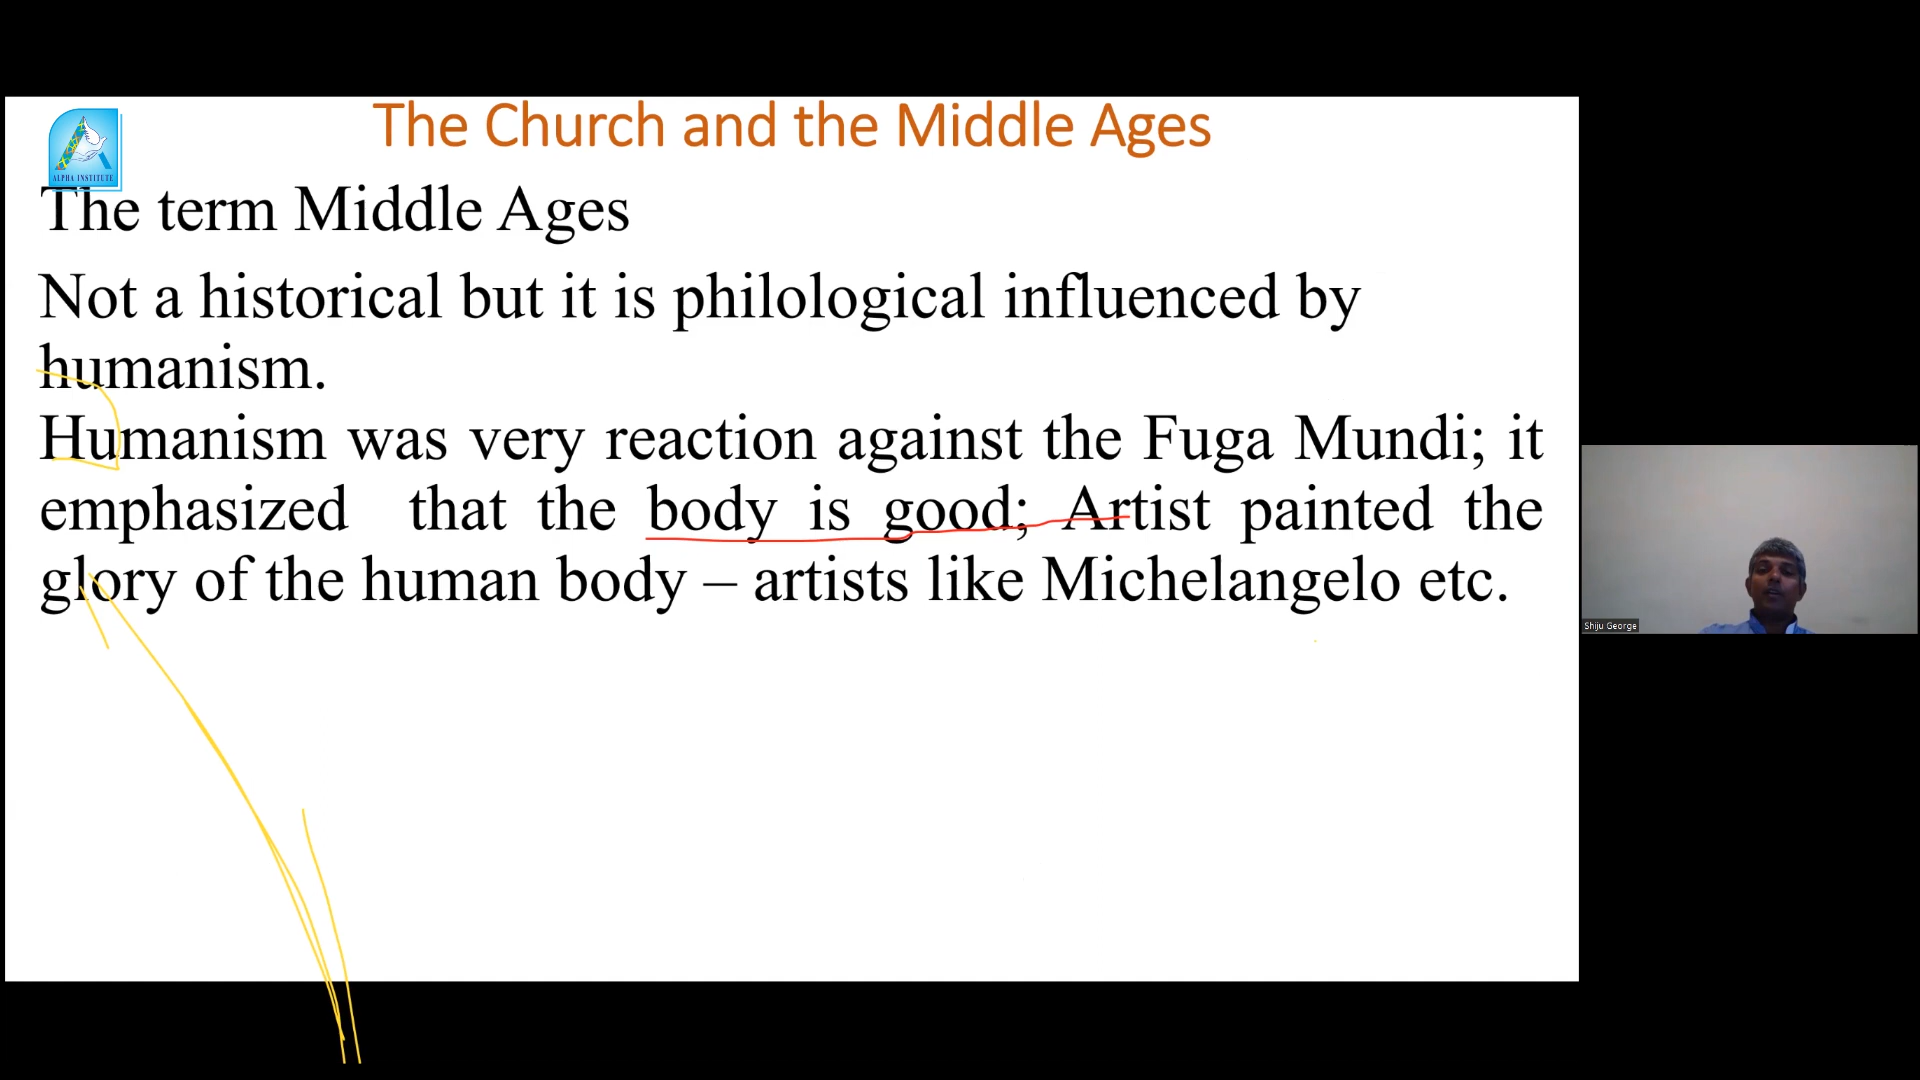 The Church and the Middle Ages
ALPHA INSTITUTE
The term Middle Ages
Not a historical but it is philological influenced by
humanism.
Humanism was very reaction against the Fuga Mundi; it
emphasized that the body is good; Artist painted the
glory of the human body – artists like Michelangelo etc.
Shiju George